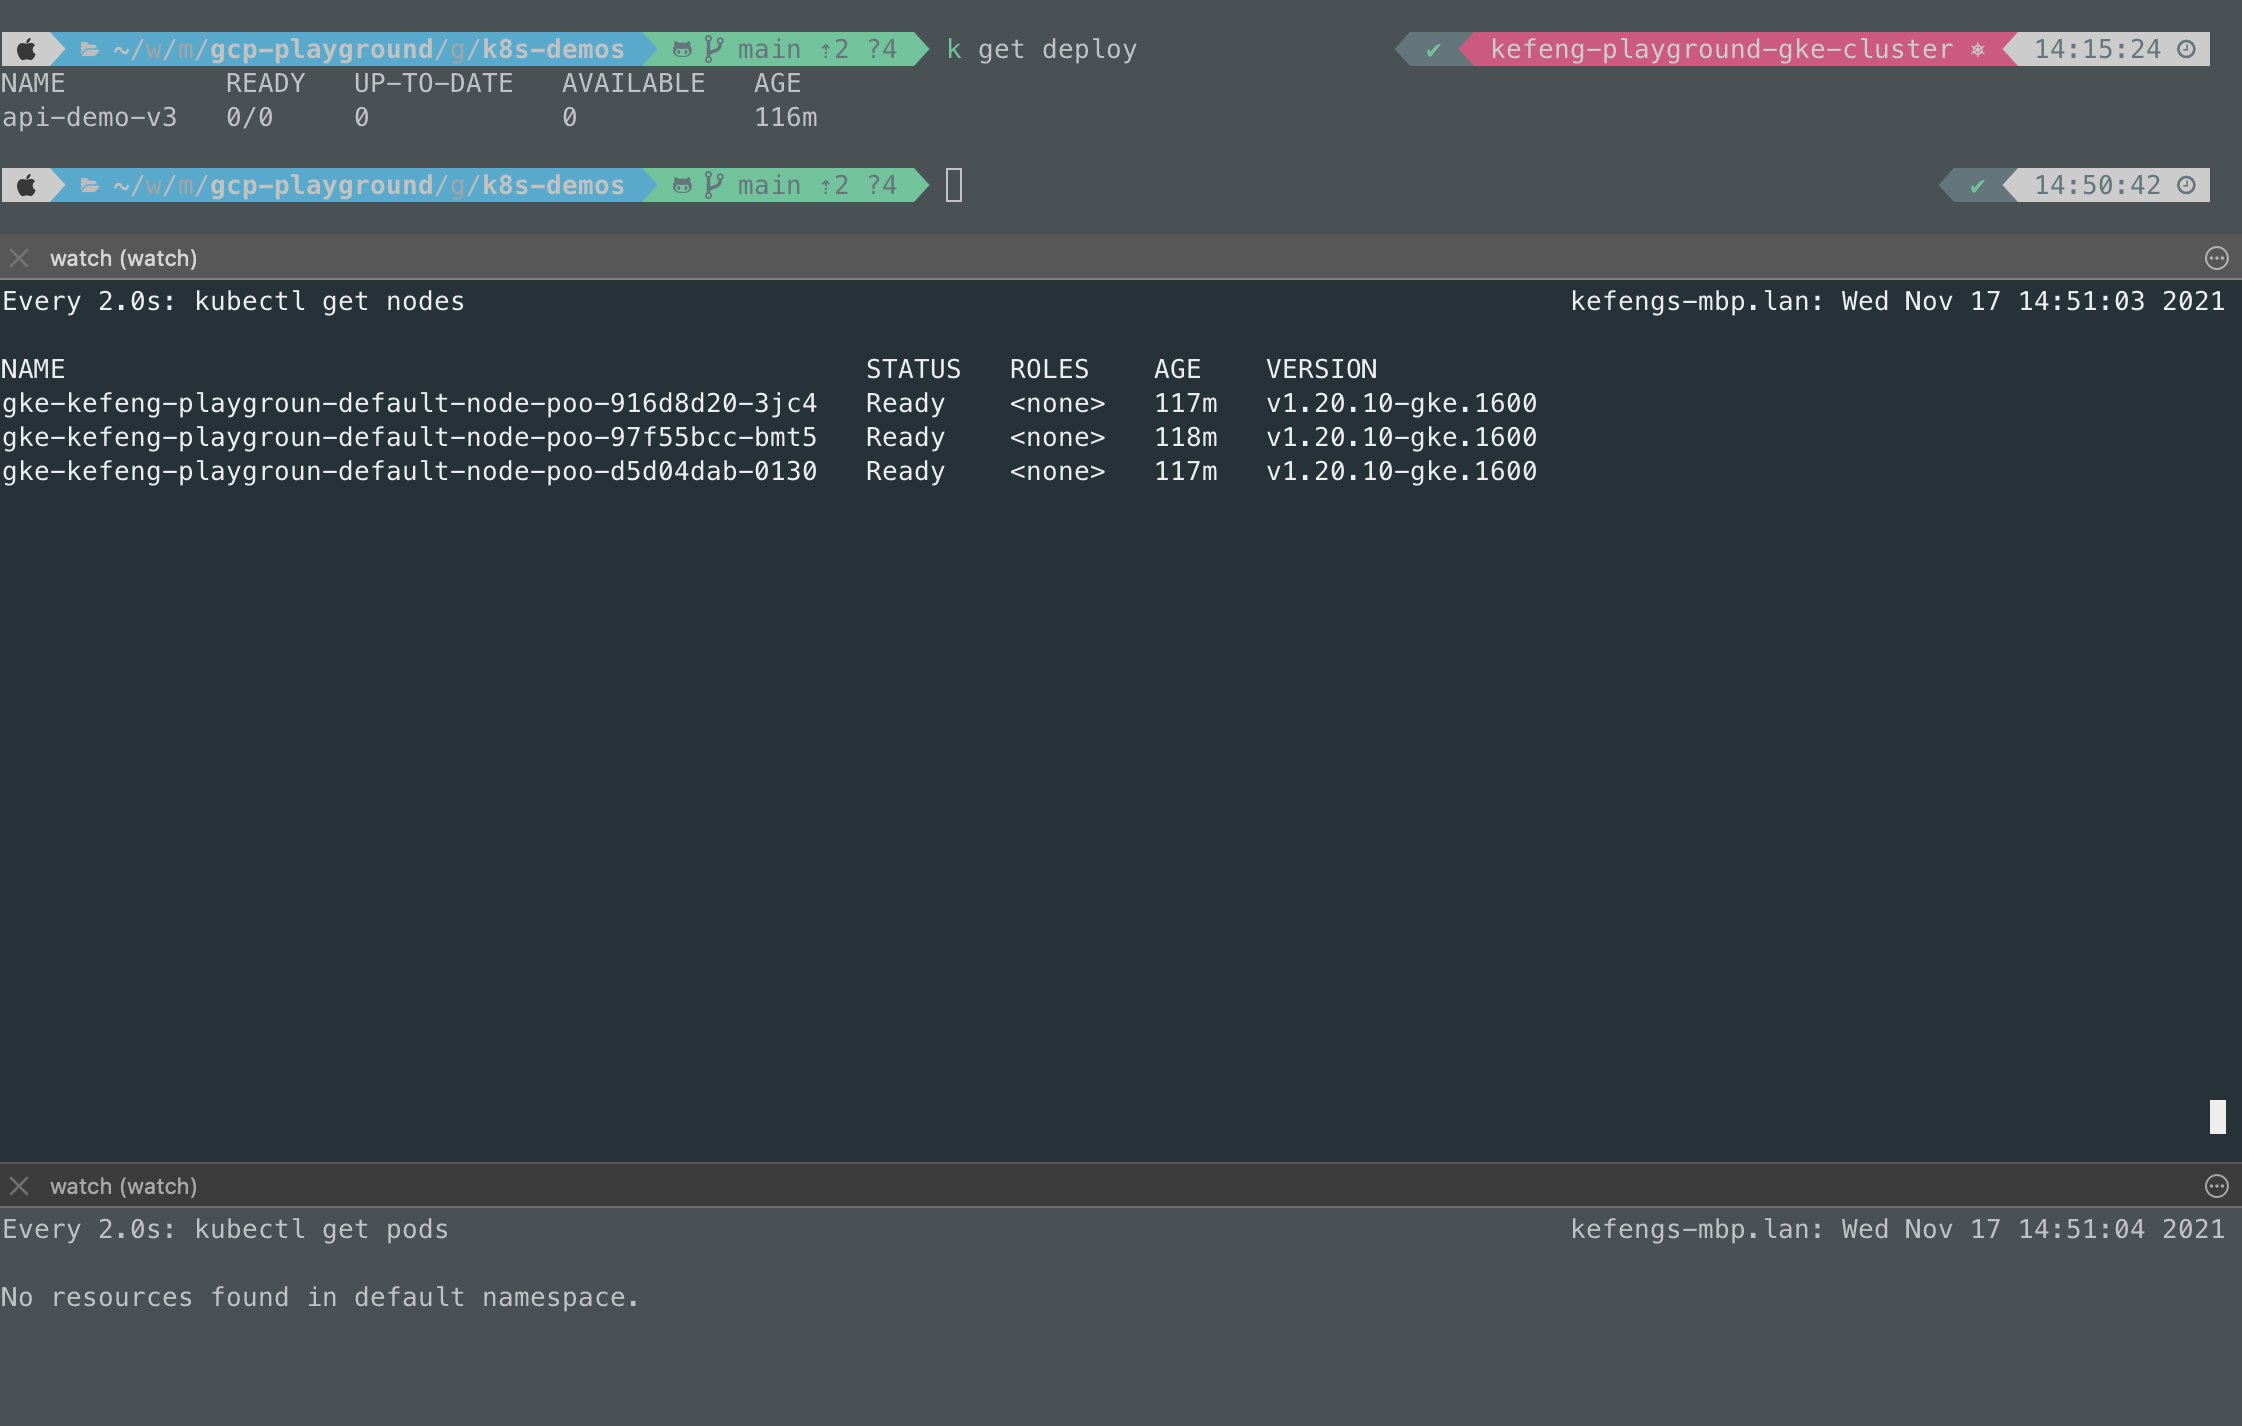 ~/w/m/gcp-playground/g/k8s-demos main ⇡2 ?4 k get deploy ✔ kefeng-playground-gke-cluster ⎈ 14:15:24
NAME READY UP-TO-DATE AVAILABLE AGE
api-demo-v3 0/0 0 0 116m
~/w/m/gcp-playground/g/k8s-demos main ⇡2 ?4 ✔ 14:50:42
watch (watch)
Every 2.0s: kubectl get nodes kefengs-mbp.lan: Wed Nov 17 14:51:03 2021
NAME STATUS ROLES AGE VERSION
gke-kefeng-playgroun-default-node-poo-916d8d20-3jc4 Ready <none> 117m v1.20.10-gke.1600
gke-kefeng-playgroun-default-node-poo-97f55bcc-bmt5 Ready <none> 118m v1.20.10-gke.1600
gke-kefeng-playgroun-default-node-poo-d5d04dab-0130 Ready <none> 117m v1.20.10-gke.1600
watch (watch)
Every 2.0s: kubectl get pods kefengs-mbp.lan: Wed Nov 17 14:51:04 2021
No resources found in default namespace.